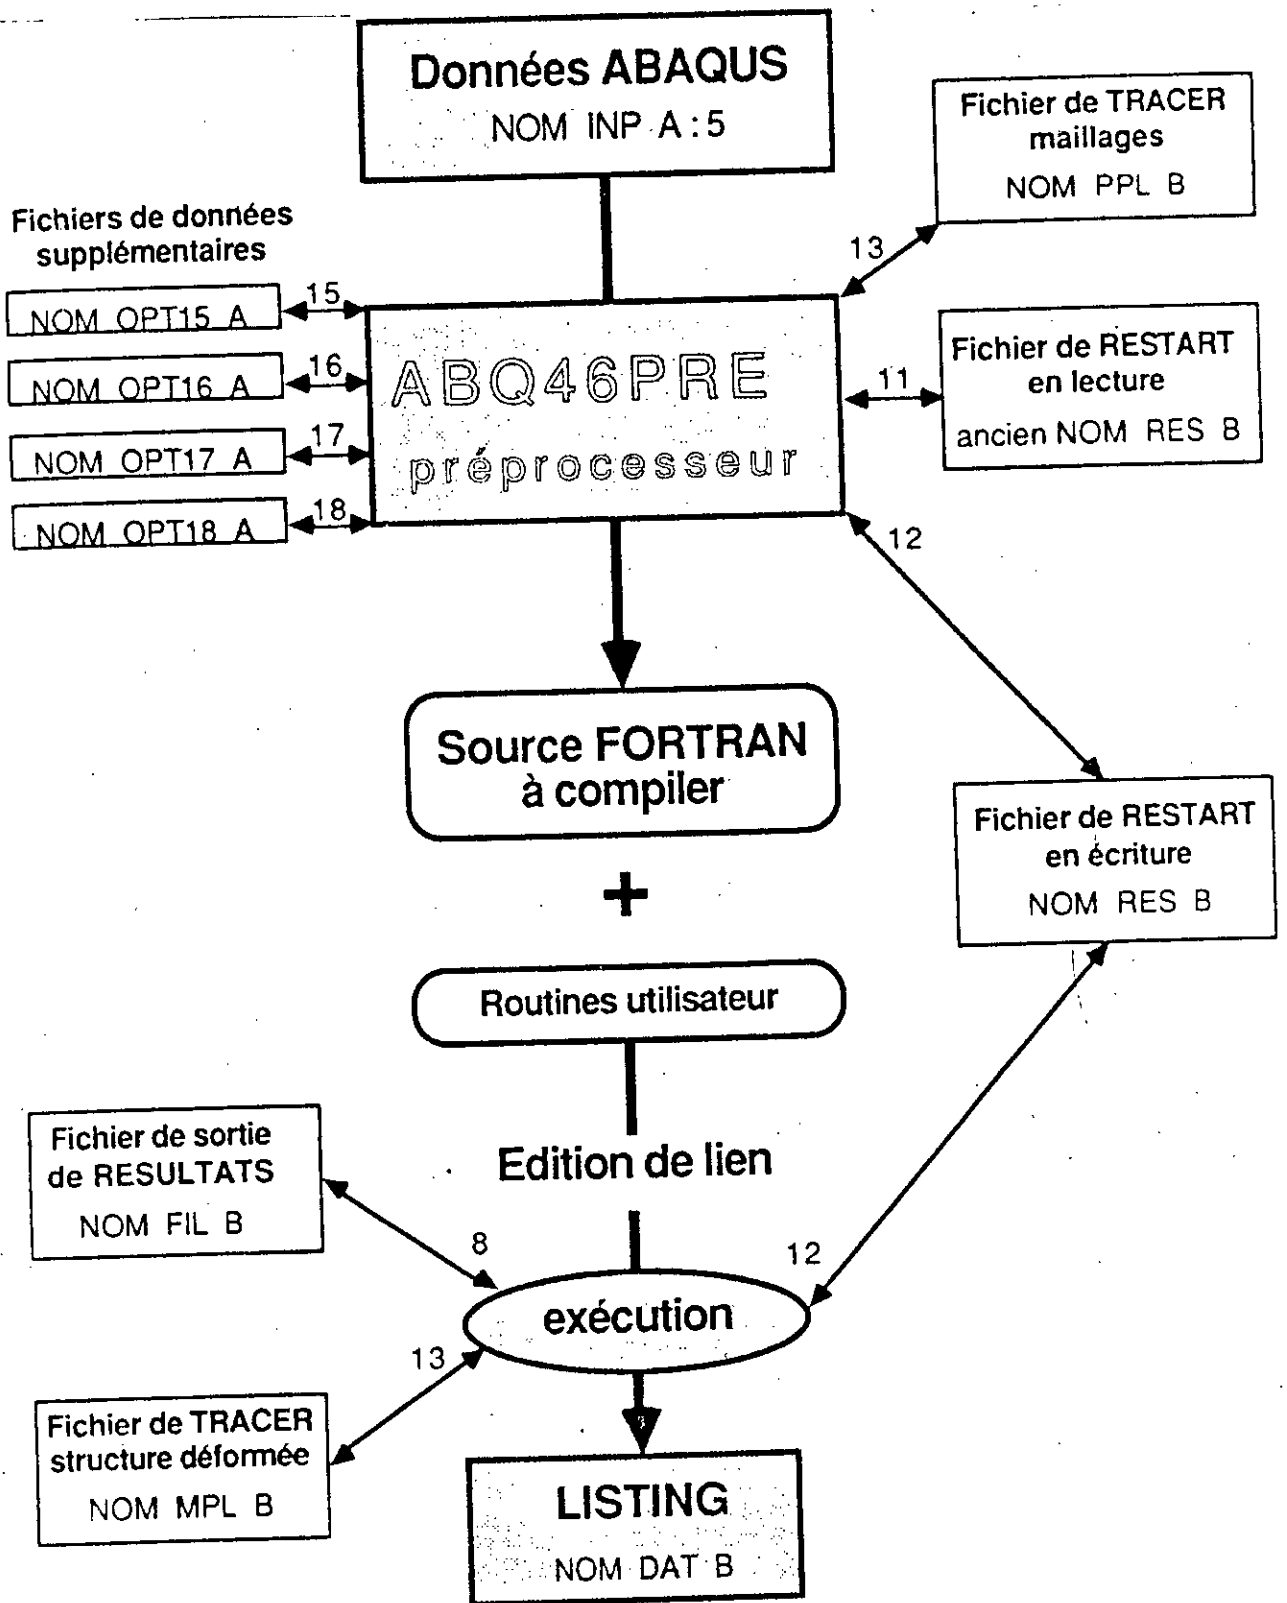 Données ABAQUS
NOM INP A : 5
Fichier de TRACER
maillages
NOM PPL B
Fichiers de données
supplémentaires
13
15
NOM OPT15 A
16
NOM OPT16 A
17
NOM OPT17 A
18
NOM OPT18 A
ABQ46PRE
préprocesseur
11
Fichier de RESTART
en lecture
ancien NOM RES B
12
Source FORTRAN
à compiler
+
Fichier de RESTART
en écriture
NOM RES B
Routines utilisateur
Edition de lien
Fichier de sortie
de RESULTATS
NOM FIL B
8
12
exécution
13
Fichier de TRACER
structure déformée
NOM MPL B
LISTING
NOM DAT B